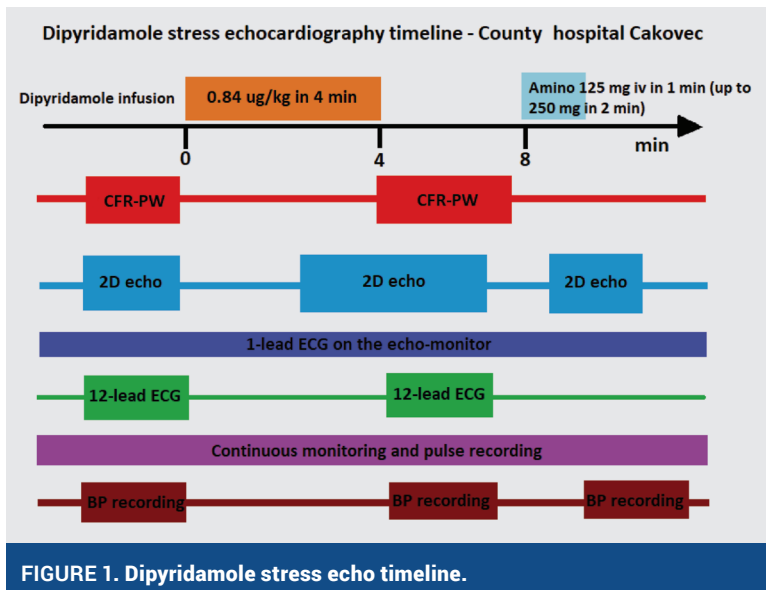 Dipyridamole stress echocardiography timeline - County hospital Cakovec
Dipyridamole infusion
0.84 ug/kg in 4 min
Amino 125 mg iv in 1 min (up to
250 mg in 2 min)
0
4
8
min
CFR-PW
CFR-PW
2D echo
2D echo
2D echo
1-lead ECG on the echo-monitor
12-lead ECG
12-lead ECG
Continuous monitoring and pulse recording
BP recording
BP recording
BP recording
FIGURE 1. Dipyridamole stress echo timeline.